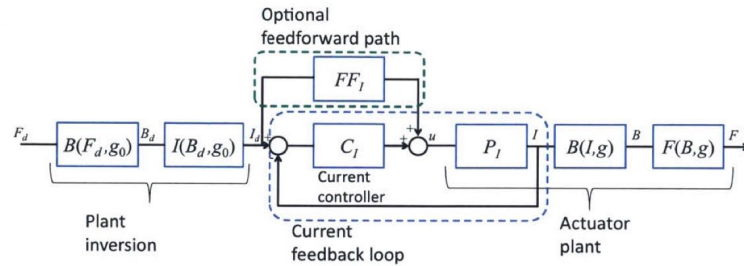 Optional
feedforward path
FF_I
F_d
B(F_d,g_0)
B_d
I(B_d,g_0)
I_d
+
C_I
+
+
u
P_I
I
B(I,g)
B
F(B,g)
F
Current
controller
Plant
inversion
Current
feedback loop
Actuator
plant